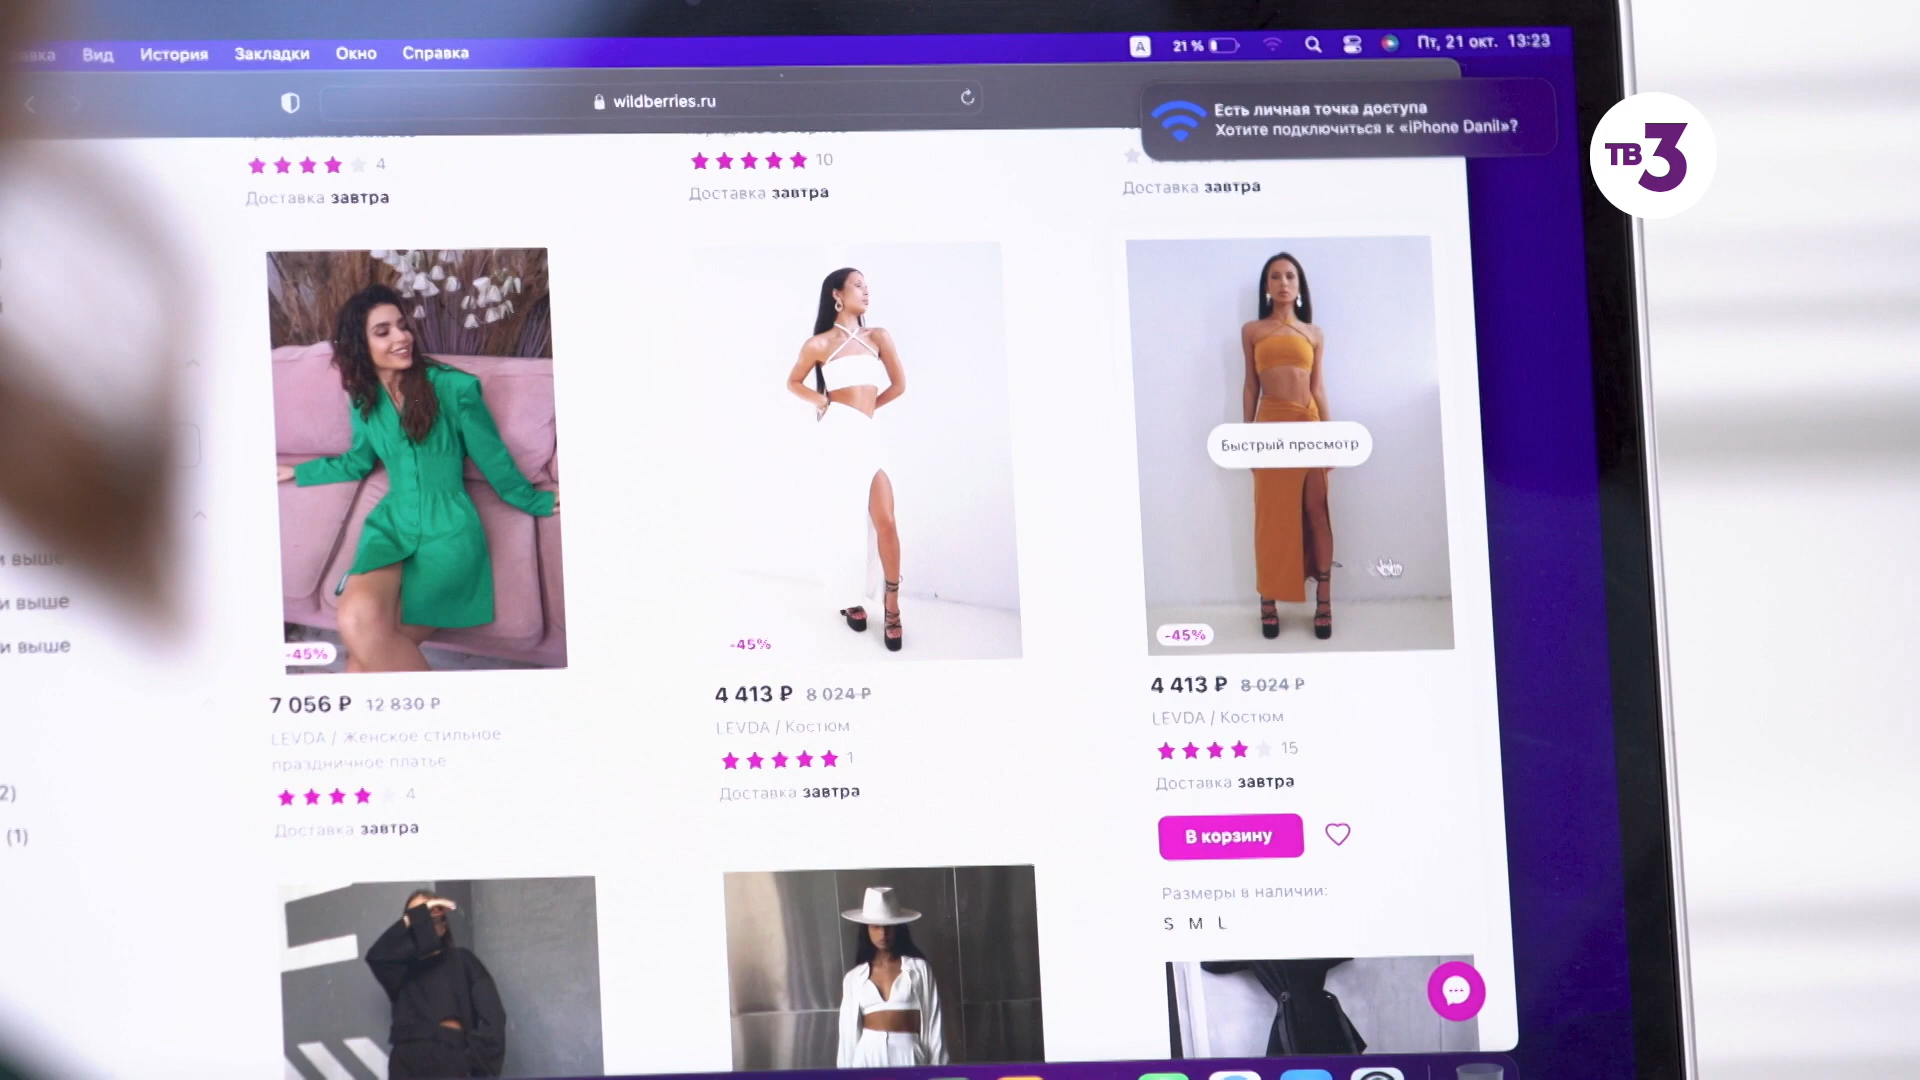 Вид История Закладки Окно Справка
A 21 % Пт, 21 окт. 13:23
wildberries.ru
Есть личная точка доступа
Хотите подключиться к «iPhone Danil»?
ТВ3
4
10
Доставка завтра
Доставка завтра
Доставка завтра
Быстрый просмотр
и выше
и выше
и выше
-45%
-45%
-45%
7 056 ₽ 12 830 ₽
LEVDA / Женское стильное
праздничное платье
4
Доставка завтра
4 413 ₽ 8 024 ₽
LEVDA / Костюм
1
Доставка завтра
4 413 ₽ 8 024 ₽
LEVDA / Костюм
15
Доставка завтра
В корзину
Размеры в наличии:
S M L
2)
(1)